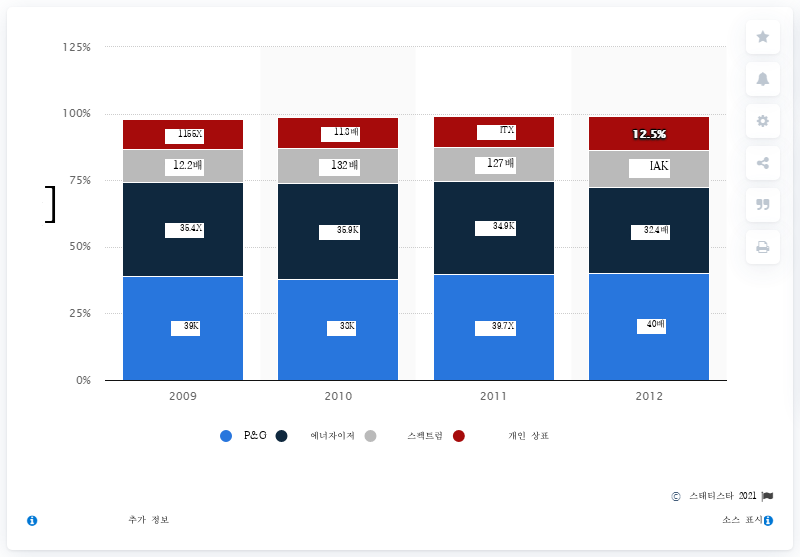 125%
100%
75%
50%
25%
0%
1155X
11.3배
ITX
12.5%
12.2배
132배
127배
IAK
35.4X
35.9K
34.9K
32.4배
39K
38K
39.7X
40배
2009 2010 2011 2012
P&G 에너자이저 스펙트럼 개인 상표
© 스태티스타 2021
추가 정보 소스 표시